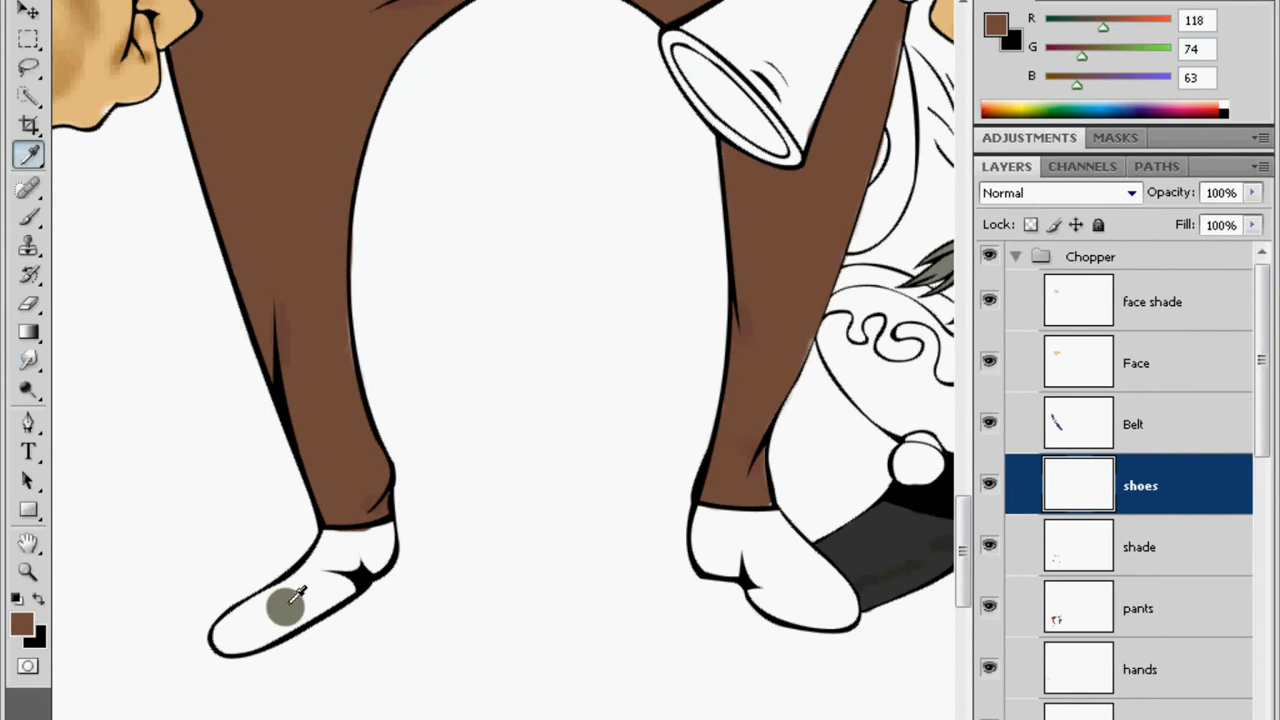 R 118
G 74
B 63
ADJUSTMENTS MASKS
LAYERS CHANNELS PATHS
Normal Opacity: 100%
Lock: Fill: 100%
Chopper
face shade
Face
Belt
shoes
shade
pants
hands
T